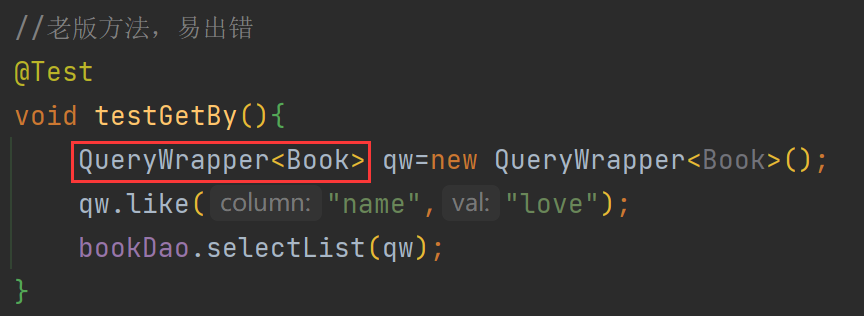 //老版方法，易出错
@Test
void testGetBy(){
QueryWrapper<Book> qw=new QueryWrapper<Book>();
qw.like( column: "name", val: "love");
bookDao.selectList(qw);
}